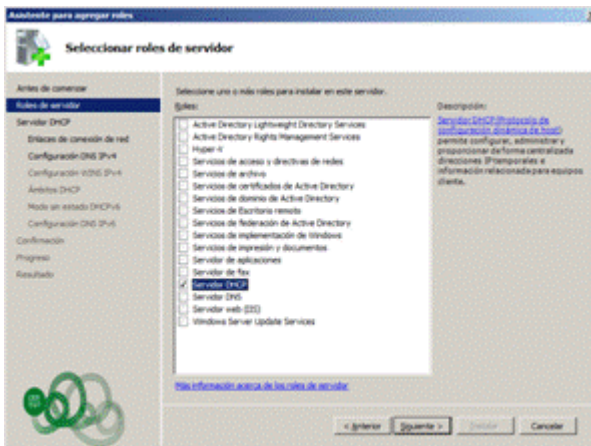 Asistente para agregar roles
Seleccionar roles de servidor
Antes de comenzar
Roles de servidor
Servidor DHCP
Enlaces de conexión de red
Configuración DNS IPv4
Configuración WINS IPv4
Ámbitos DHCP
Modo sin estado DHCPv6
Configuración DNS IPv6
Confirmación
Progreso
Resultado
Seleccione uno o más roles para instalar en este servidor.
Roles:
Active Directory Lightweight Directory Services
Active Directory Rights Management Services
Hyper-V
Servicios de acceso y directivas de redes
Servicios de archivo
Servicios de certificados de Active Directory
Servicios de dominio de Active Directory
Servicios de Escritorio remoto
Servicios de federación de Active Directory
Servicios de implementación de Windows
Servicios de impresión y documentos
Servidor de aplicaciones
Servidor de fax
Servidor DHCP
Servidor DNS
Servidor web (IIS)
Windows Server Update Services
Más información acerca de los roles de servidor
Descripción:
Servidor DHCP (Protocolo de
configuración dinámica de host)
permite configurar, administrar y
proporcionar de forma centralizada
direcciones IP temporales e
información relacionada para equipos
cliente.
< Anterior
Siguiente >
Instalar
Cancelar